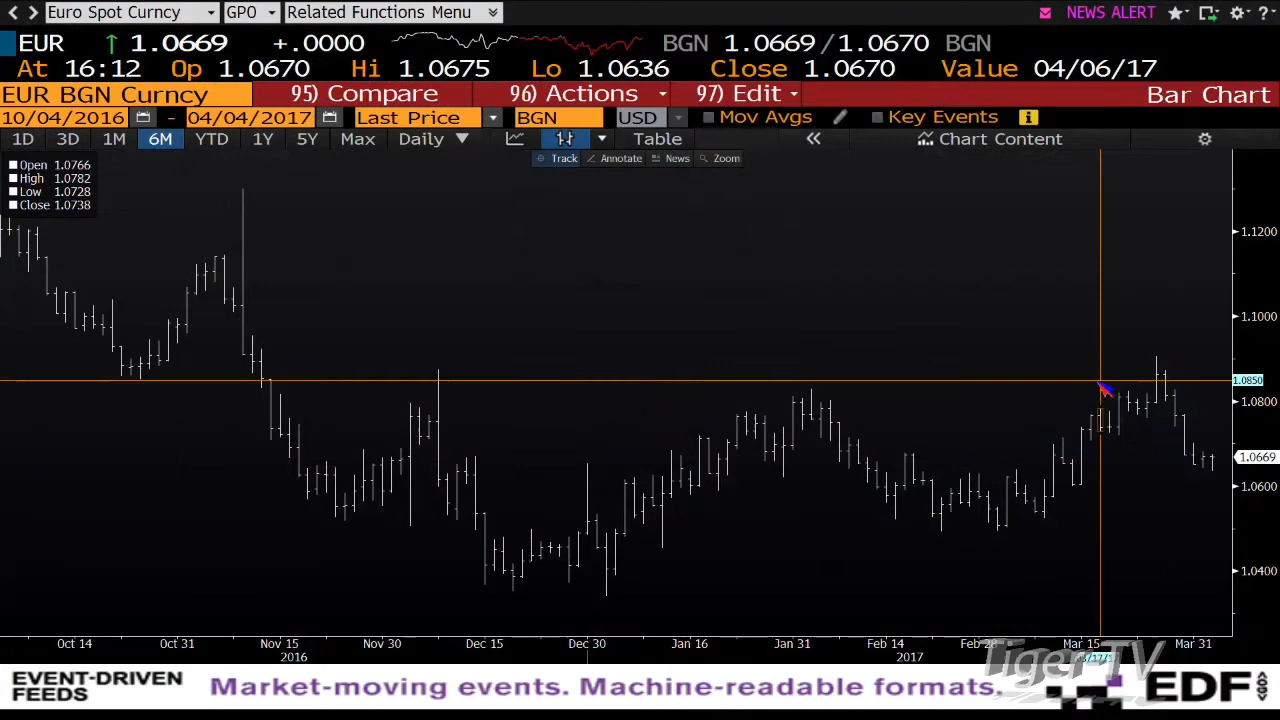 Euro Spot Curncy GPO Related Functions Menu NEWS ALERT ?
EUR ↑ 1.0669 +.0000 BGN 1.0669/1.0670 BGN
At 16:12 Op 1.0670 Hi 1.0675 Lo 1.0636 Close 1.0670 Value 04/06/17
EUR BGN Curncy 95) Compare 96) Actions 97) Edit Bar Chart
10/04/2016 - 04/04/2017 Last Price BGN USD Mov Avgs Key Events i
1D 3D 1M 6M YTD 1Y 5Y Max Daily ▼ Table « Chart Content
Track Annotate News Zoom
Open 1.0766
High 1.0782
Low 1.0728
Close 1.0738
1.1200
1.1000
1.0850
1.0800
1.0669
1.0600
1.0400
Oct 14 Oct 31 Nov 15 Nov 30 Dec 15 Dec 30 Jan 16 Jan 31 Feb 14 Feb 28 Mar 15 Mar 31
2016 2017
TigerTV
EVENT-DRIVEN
FEEDS
Market-moving events. Machine-readable formats.
EDF